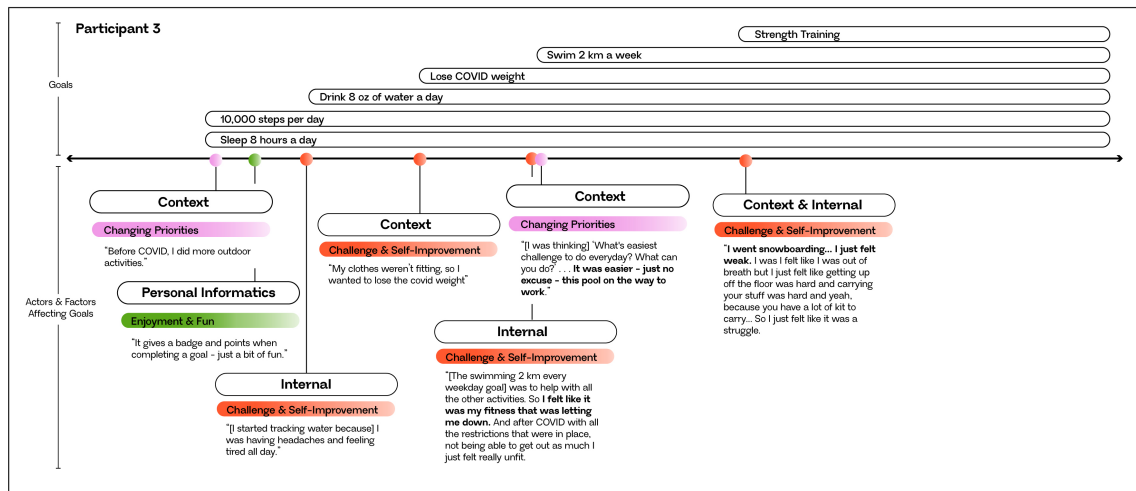 Participant 3
Goals
Strength Training
Swim 2 km a week
Lose COVID weight
Drink 8 oz of water a day
10,000 steps per day
Sleep 8 hours a day
Actors & Factors
Affecting Goals
Context
Changing Priorities
"Before COVID, I did more outdoor
activities."
Personal Informatics
Enjoyment & Fun
"It gives a badge and points when
completing a goal - just a bit of fun."
Internal
Challenge & Self-Improvement
"[I started tracking water because] I
was having headaches and feeling
tired all day."
Context
Challenge & Self-Improvement
"My clothes weren't fitting, so I
wanted to lose the covid weight"
Context
Changing Priorities
"[I was thinking] 'What's easiest
challenge to do everyday? What can
you do?' . . . It was easier - just no
excuse - this pool on the way to
work."
Internal
Challenge & Self-Improvement
"[The swimming 2 km every
weekday goal] was to help with all
the other activities. So I felt like it
was my fitness that was letting
me down. And after COVID with all
the restrictions that were in place,
not being able to get out as much I
just felt really unfit.
Context & Internal
Challenge & Self-Improvement
"I went snowboarding... I just felt
weak. I was I felt like I was out of
breath but I just felt like getting up
off the floor was hard and carrying
your stuff was hard and yeah,
because you have a lot of kit to
carry... So I just felt like it was a
struggle.